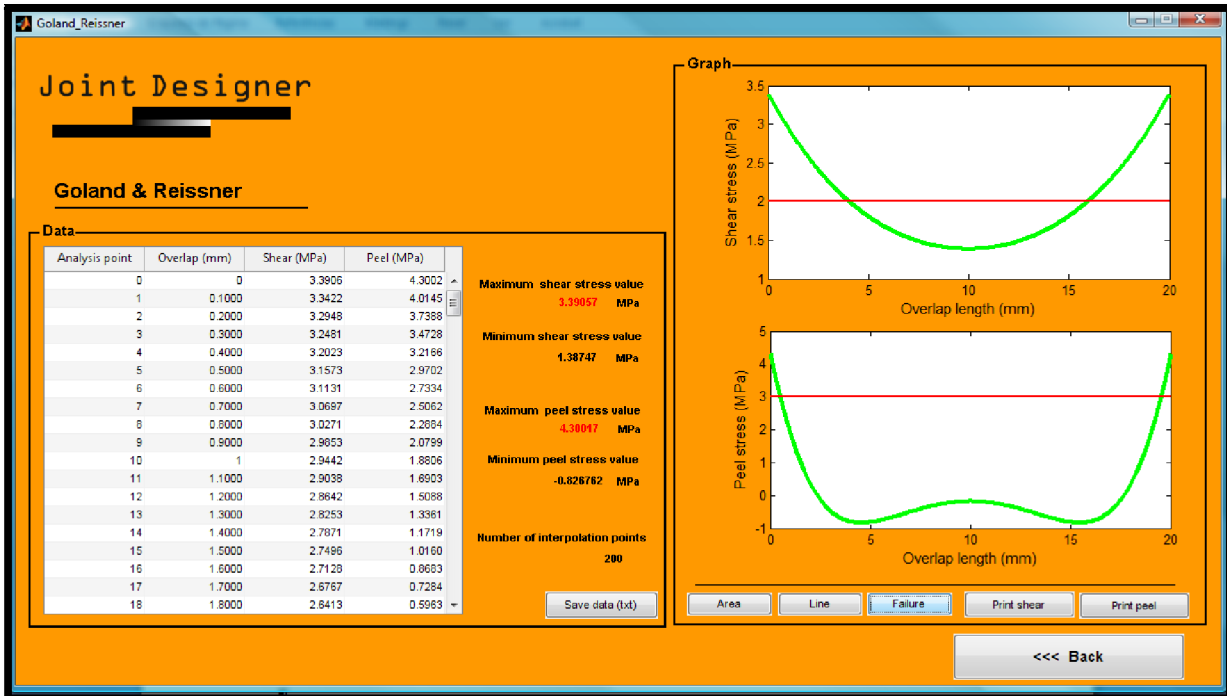 Goland_Reissner
Joint Designer
Goland & Reissner
Data
Analysis point Overlap (mm) Shear (MPa) Peel (MPa)
0 0 3.3906 4.3002
1 0.1000 3.3422 4.0145
2 0.2000 3.2948 3.7388
3 0.3000 3.2481 3.4728
4 0.4000 3.2023 3.2166
5 0.5000 3.1573 2.9702
6 0.6000 3.1131 2.7334
7 0.7000 3.0697 2.5062
8 0.8000 3.0271 2.2884
9 0.9000 2.9853 2.0799
10 1 2.9442 1.8806
11 1.1000 2.9038 1.6903
12 1.2000 2.8642 1.5088
13 1.3000 2.8253 1.3361
14 1.4000 2.7871 1.1719
15 1.5000 2.7496 1.0160
16 1.6000 2.7128 0.8683
17 1.7000 2.6767 0.7284
18 1.8000 2.6413 0.5963
Maximum shear stress value
3.39057 MPa
Minimum shear stress value
1.38747 MPa
Maximum peel stress value
4.30017 MPa
Minimum peel stress value
-0.826762 MPa
Number of interpolation points
200
Save data (txt)
Graph
Shear stress (MPa)
3.5
3
2.5
2
1.5
1
0 5 10 15 20
Overlap length (mm)
Peel stress (MPa)
5
4
3
2
1
0
-1
0 5 10 15 20
Overlap length (mm)
Area Line Failure Print shear Print peel
<<< Back